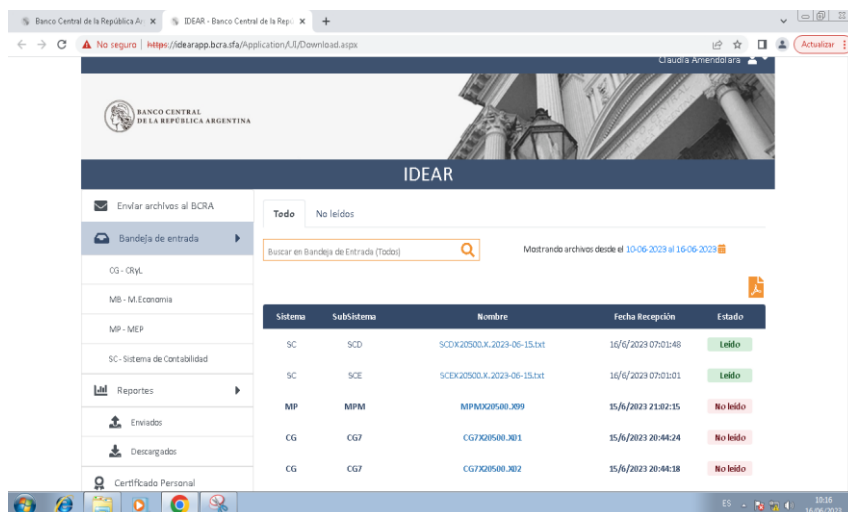 Banco Central de la República Ar
IDEAR - Banco Central de la Repú
No seguro | https://idearapp.bcra.sfa/Application/UI/Download.aspx
Actualizar
Claudia Amendolara
BANCO CENTRAL
DE LA REPÚBLICA ARGENTINA
IDEAR
Enviar archivos al BCRA
Bandeja de entrada
CG - CRyL
MB - M.Economia
MP - MEP
SC - Sistema de Contabilidad
Reportes
Enviados
Descargados
Certificado Personal
Todo No leídos
Buscar en Bandeja de Entrada (Todos)
Mostrando archivos desde el 10-06-2023 al 16-06-2023
Sistema SubSistema Nombre Fecha Recepción Estado
SC SCD SCDX20500.X.2023-06-15.txt 16/6/2023 07:01:48 Leído
SC SCE SCEX20500.X.2023-06-15.txt 16/6/2023 07:01:01 Leído
MP MPM MPMX20500.X99 15/6/2023 21:02:15 No leído
CG CG7 CG7X20500.X01 15/6/2023 20:44:24 No leído
CG CG7 CG7X20500.X02 15/6/2023 20:44:18 No leído
ES
10:16
16/06/2023